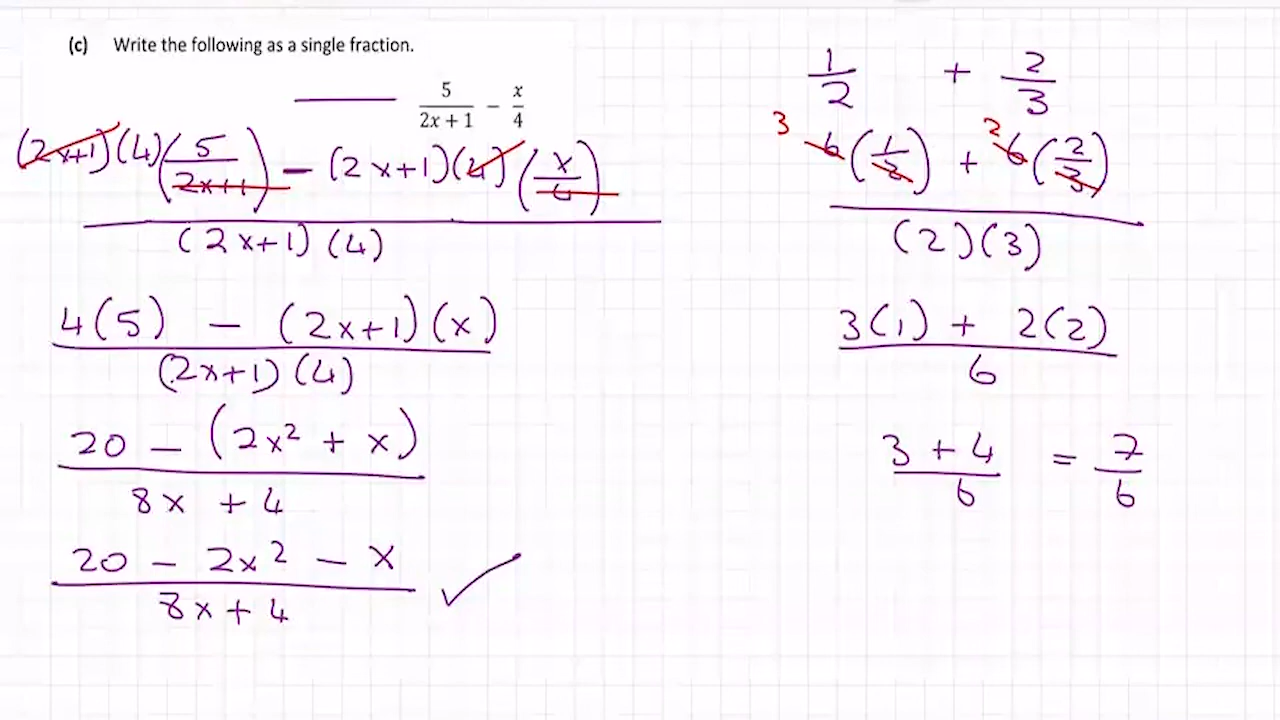 (c) Write the following as a single fraction.
5/(2x + 1) − x/4
((2x+1)(4)(5/(2x+1)) − (2x+1)(4)(x/4))/((2x+1)(4))
(4(5) − (2x+1)(x))/((2x+1)(4))
(20 − (2x² + x))/(8x + 4)
(20 − 2x² − x)/(8x + 4) ✓
1/2 + 2/3
3 2
(6(1/2) + 6(2/3))/((2)(3))
(3(1) + 2(2))/6
(3 + 4)/6 = 7/6